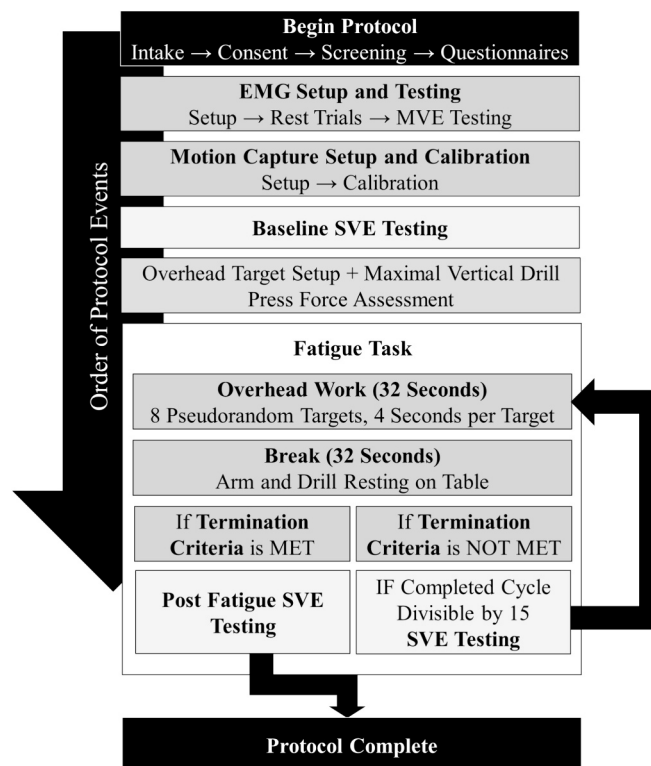 Begin Protocol
Intake → Consent → Screening → Questionnaires
EMG Setup and Testing
Setup → Rest Trials → MVE Testing
Motion Capture Setup and Calibration
Setup → Calibration
Baseline SVE Testing
Overhead Target Setup + Maximal Vertical Drill
Press Force Assessment
Order of Protocol Events
Fatigue Task
Overhead Work (32 Seconds)
8 Pseudorandom Targets, 4 Seconds per Target
Break (32 Seconds)
Arm and Drill Resting on Table
If Termination
Criteria is MET
If Termination
Criteria is NOT MET
Post Fatigue SVE
Testing
IF Completed Cycle
Divisible by 15
SVE Testing
Protocol Complete